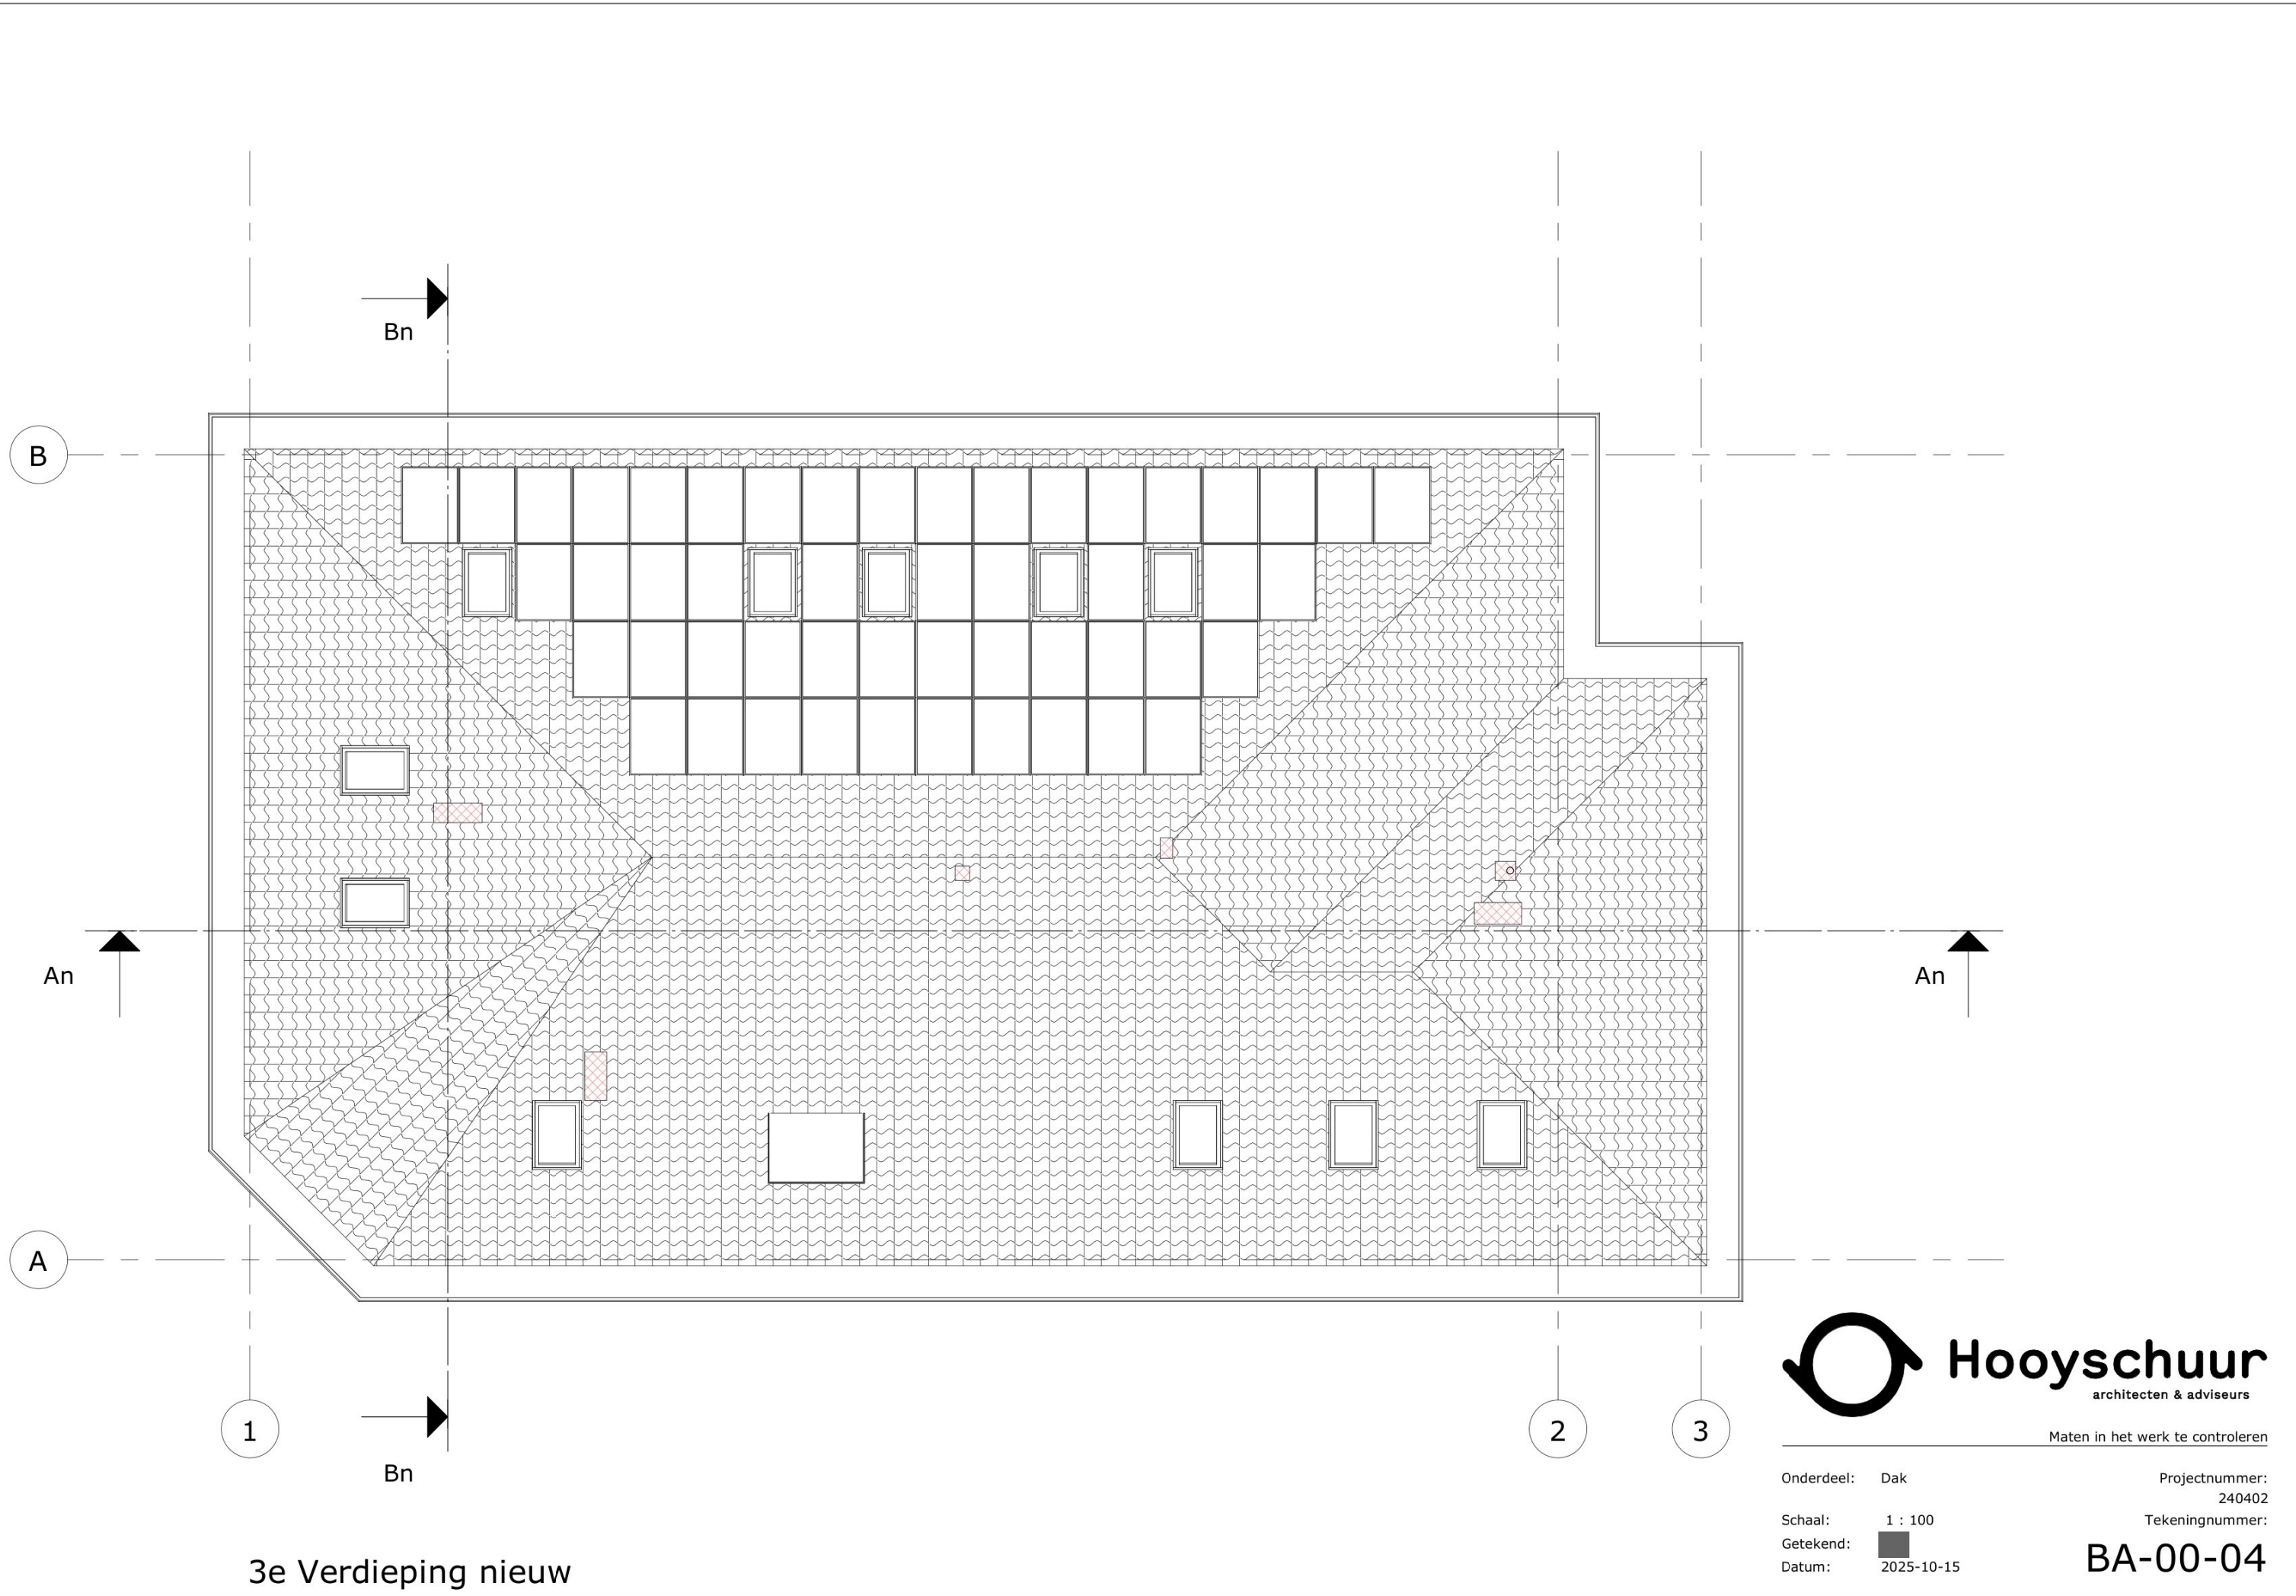 Bn
B
An
An
A
1
2
3
Bn
Hooyschuur
architecten & adviseurs
Maten in het werk te controleren
Onderdeel: Dak
Projectnummer:
240402
Schaal: 1 : 100
Tekeningnummer:
Getekend:
BA-00-04
Datum: 2025-10-15
3e Verdieping nieuw